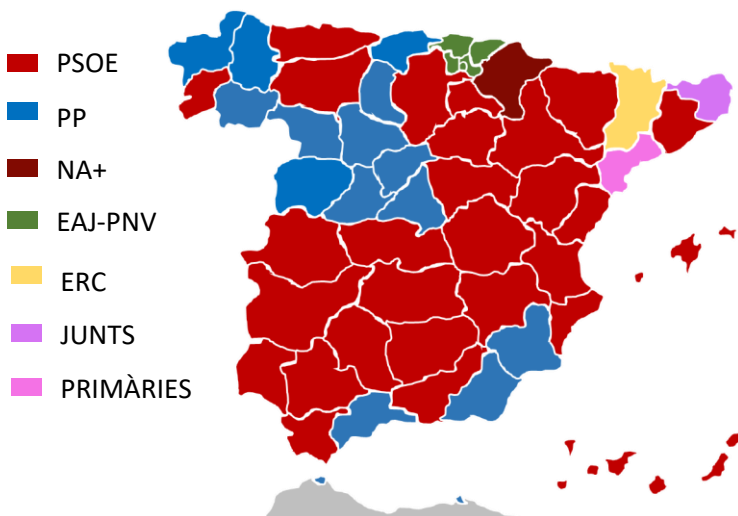 PSOE
PP
NA+
EAJ-PNV
ERC
JUNTS
PRIMÀRIES